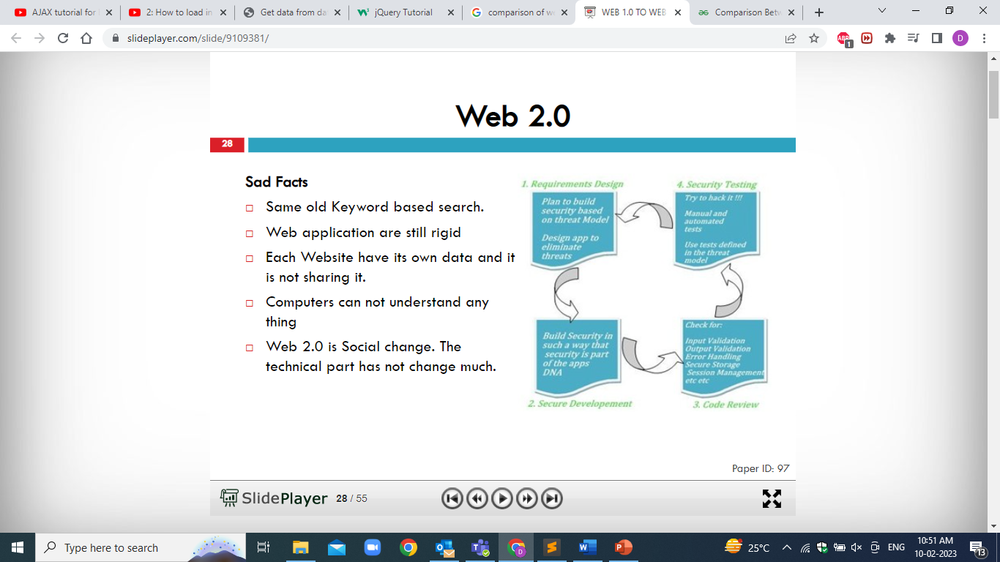 AJAX tutorial for
2: How to load in
Get data from da
jQuery Tutorial
comparison of we
WEB 1.0 TO WEB
Comparison Betw
slideplayer.com/slide/9109381/
ABP
1
D
Web 2.0
28
Sad Facts
Same old Keyword based search.
Web application are still rigid
Each Website have its own data and it
is not sharing it.
Computers can not understand any
thing
Web 2.0 is Social change. The
technical part has not change much.
1. Requirements Design
Plan to build
security based
on threat Model
Design app to
eliminate
threats
4. Security Testing
Try to hack it !!!
Manual and
automated
tests
Use tests defined
in the threat
model
Build Security in
such a way that
security is part
of the apps
DNA
2. Secure Developement
Check for:
Input Validation
Output Validation
Error Handling
Secure Storage
Session Management
etc etc
3. Code Review
Paper ID: 97
SlidePlayer
28 / 55
Type here to search
25°C
ENG
10:51 AM
10-02-2023
13